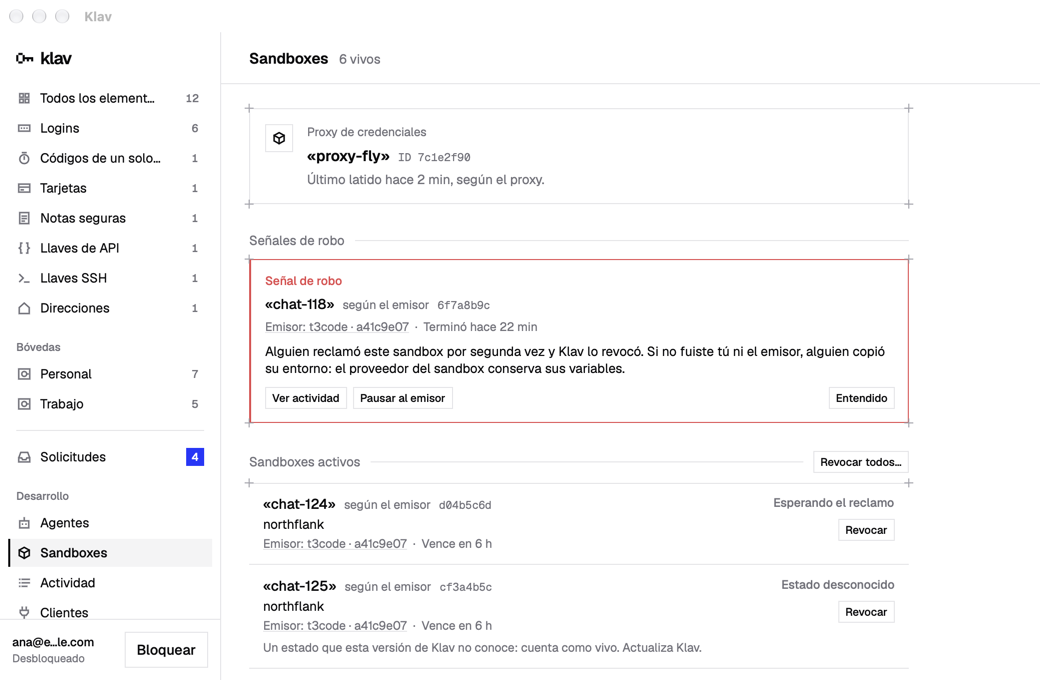 Klav
klav
Todos los element... 12
Logins 6
Códigos de un solo... 1
Tarjetas 1
Notas seguras 1
Llaves de API 1
Llaves SSH 1
Direcciones 1
Bóvedas
Personal 7
Trabajo 5
Solicitudes 4
Desarrollo
Agentes
Sandboxes
Actividad
Clientes
ana@e...le.com
Desbloqueado
Bloquear
Sandboxes 6 vivos
Proxy de credenciales
«proxy-fly» ID 7c1e2f90
Último latido hace 2 min, según el proxy.
Señales de robo
Señal de robo
«chat-118» según el emisor 6f7a8b9c
Emisor: t3code · a41c9e07 · Terminó hace 22 min
Alguien reclamó este sandbox por segunda vez y Klav lo revocó. Si no fuiste tú ni el emisor, alguien copió
su entorno: el proveedor del sandbox conserva sus variables.
Ver actividad Pausar al emisor Entendido
Sandboxes activos Revocar todos...
«chat-124» según el emisor d04b5c6d Esperando el reclamo
northflank Revocar
Emisor: t3code · a41c9e07 · Vence en 6 h
«chat-125» según el emisor cf3a4b5c Estado desconocido
northflank Revocar
Emisor: t3code · a41c9e07 · Vence en 6 h
Un estado que esta versión de Klav no conoce: cuenta como vivo. Actualiza Klav.